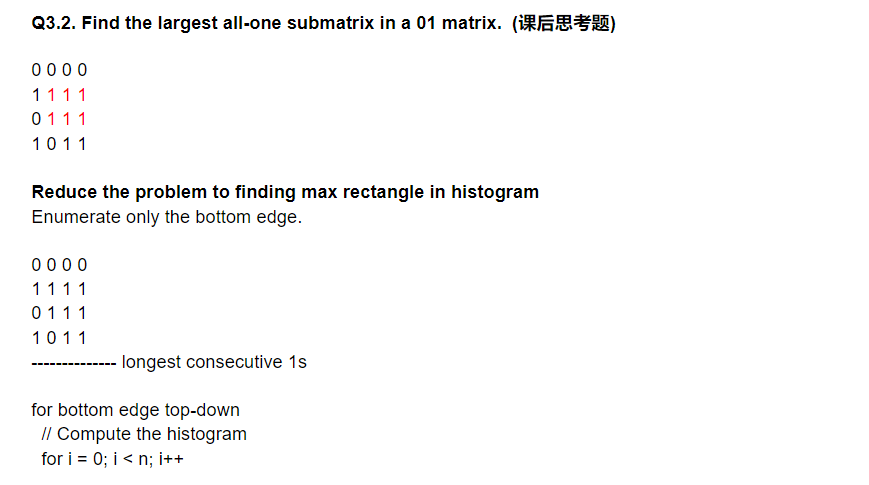 Q3.2. Find the largest all-one submatrix in a 01 matrix. (课后思考题)
0 0 0 0
1 1 1 1
0 1 1 1
1 0 1 1
Reduce the problem to finding max rectangle in histogram
Enumerate only the bottom edge.
0 0 0 0
1 1 1 1
0 1 1 1
1 0 1 1
-------------- longest consecutive 1s
for bottom edge top-down
// Compute the histogram
for i = 0; i < n; i++